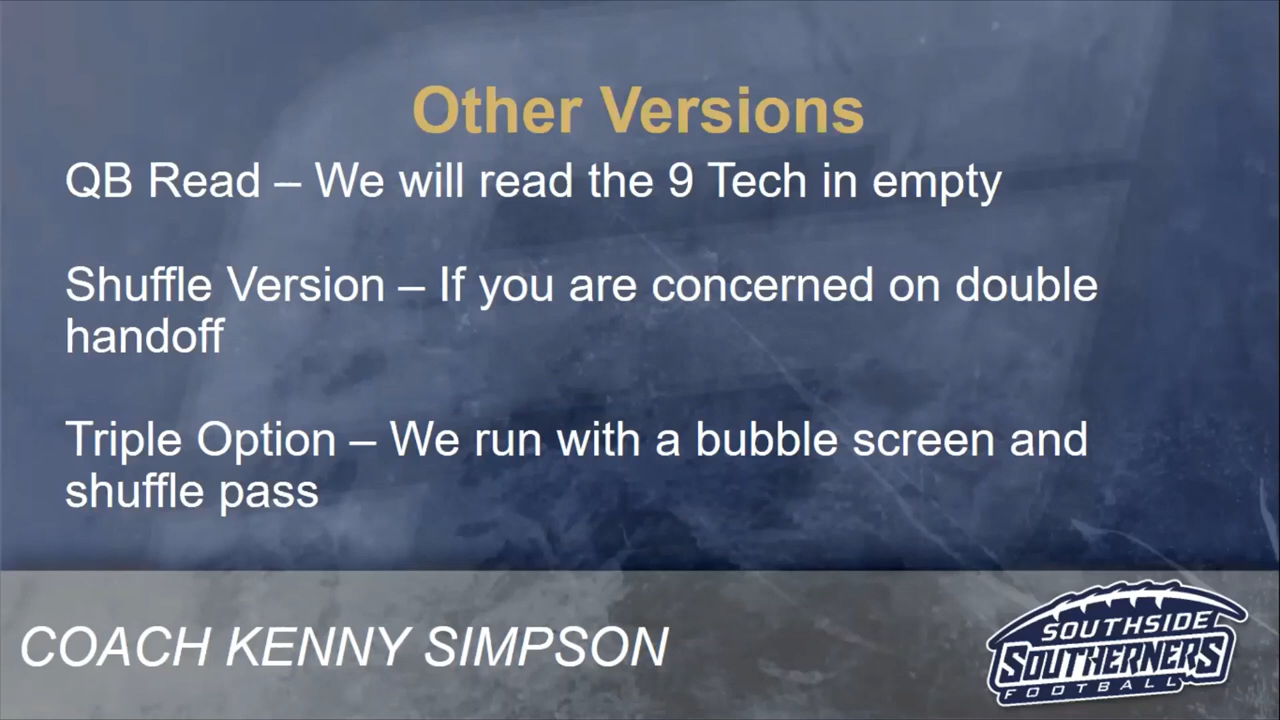 Other Versions
QB Read – We will read the 9 Tech in empty
Shuffle Version – If you are concerned on double
handoff
Triple Option – We run with a bubble screen and
shuffle pass
COACH KENNY SIMPSON
SOUTHSIDE
SOUTHERNERS
FOOTBALL